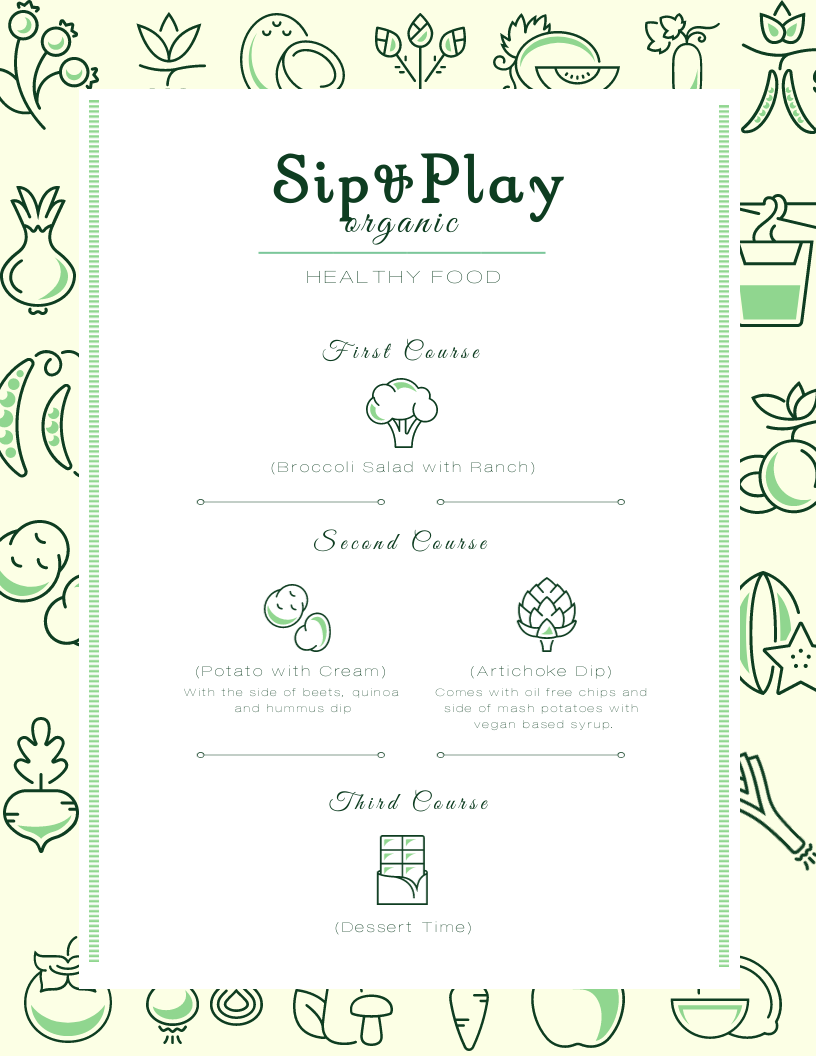 Sip&Play
organic
HEALTHY FOOD
First Course
(Broccoli Salad with Ranch)
Second Course
(Potato with Cream)
With the side of beets, quinoa
and hummus dip
(Artichoke Dip)
Comes with oil free chips and
side of mash potatoes with
vegan based syrup.
Third Course
(Dessert Time)